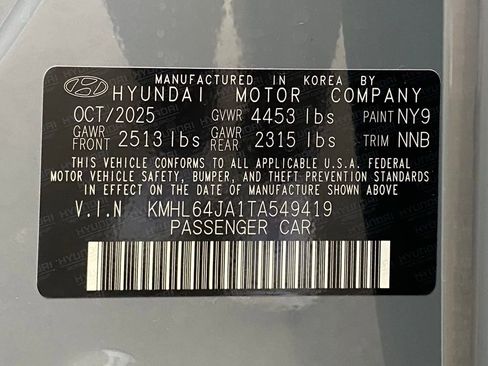 MANUFACTURED IN KOREA BY
HYUNDAI MOTOR COMPANY
OCT/2025 GVWR 4453 lbs PAINT NY9
GAWR FRONT 2513 lbs GAWR REAR 2315 lbs TRIM NNB
THIS VEHICLE CONFORMS TO ALL APPLICABLE U.S.A. FEDERAL
MOTOR VEHICLE SAFETY, BUMPER, AND THEFT PREVENTION STANDARDS
IN EFFECT ON THE DATE OF MANUFACTURE SHOWN ABOVE
V.I.N KMHL64JA1TA549419
PASSENGER CAR